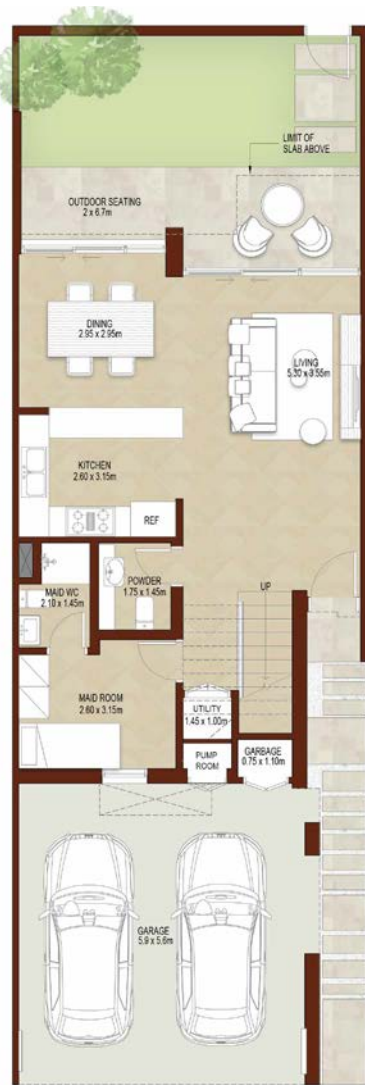 LIMIT OF
SLAB ABOVE
OUTDOOR SEATING
2 x 6.7m
DINING
2.95 x 2.95m
LIVING
5.30 x 3.55m
KITCHEN
2.60 x 3.15m
REF
POWDER
1.75 x 1.45m
MAID WC
2.10 x 1.45m
UP
MAID ROOM
2.60 x 3.15m
UTILITY
1.45 x 1.00m
PUMP
ROOM
GARBAGE
0.75 x 1.10m
GARAGE
5.9 x 5.6m